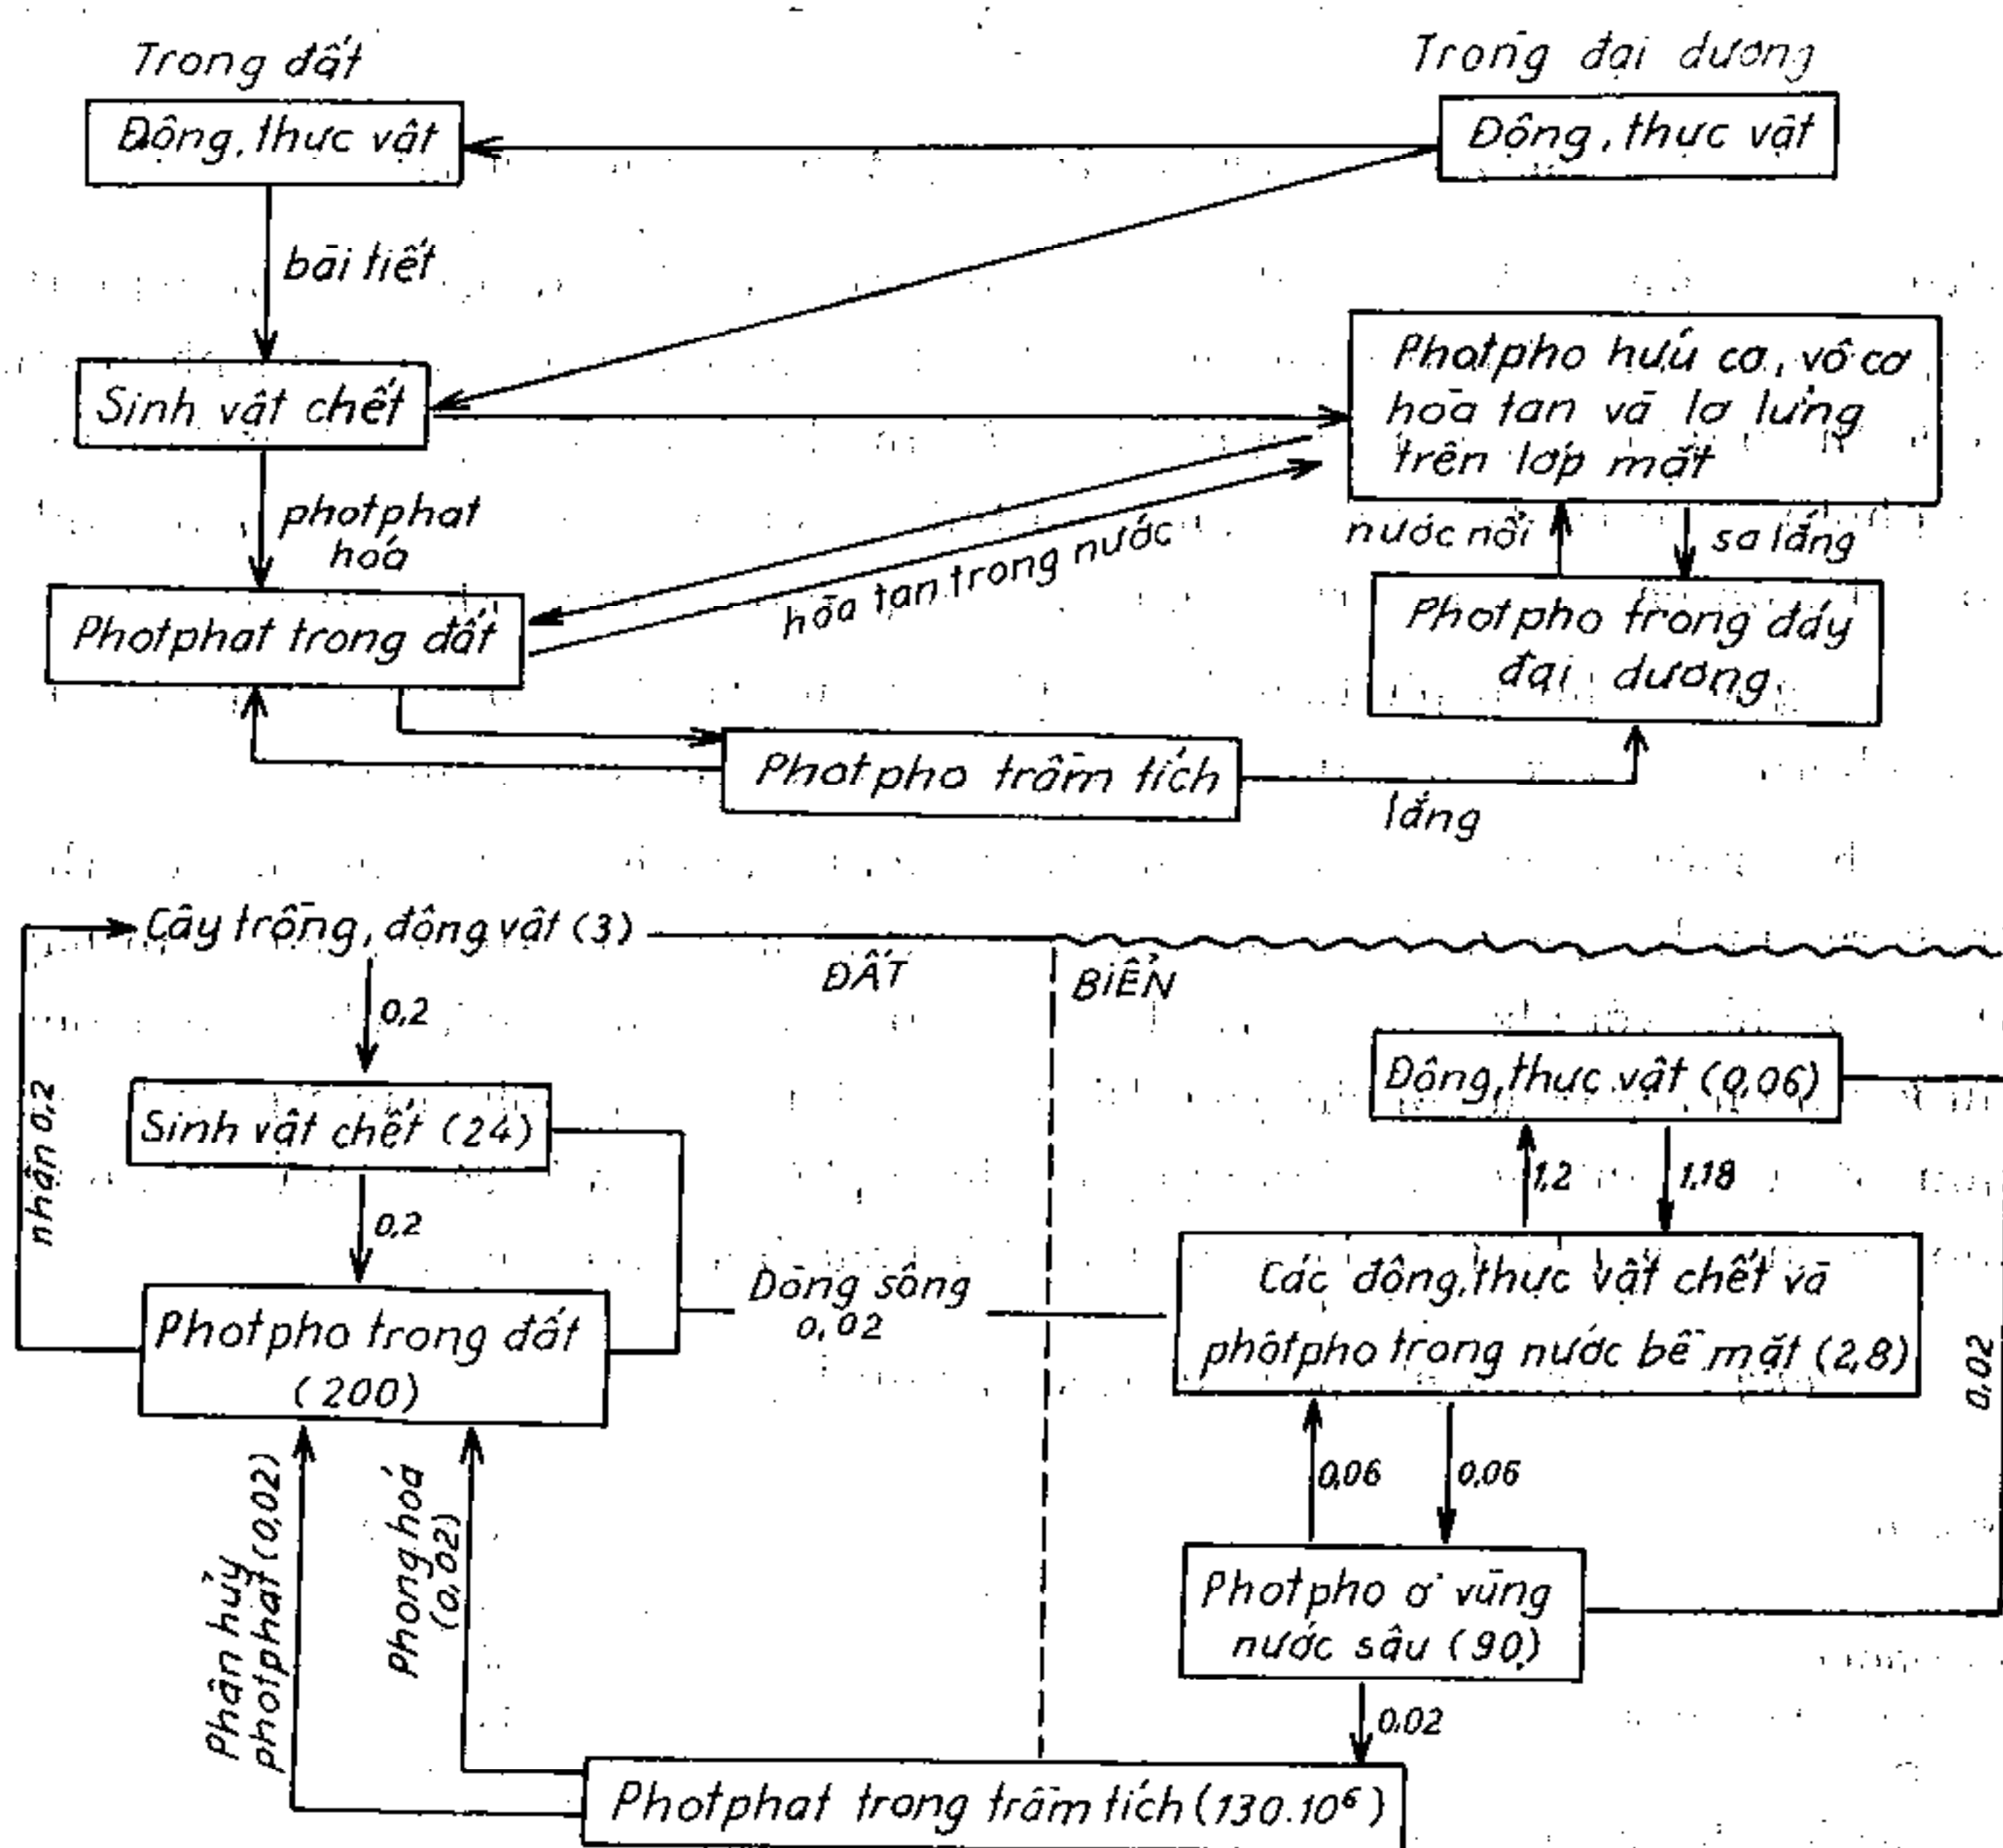 Trong đất
Trong đại dương
Động, thực vật
Động, thực vật
bài tiết
Sinh vật chết
Photpho hữu cơ, vô cơ
hòa tan và lơ lửng
trên lớp mặt
photphat
hóa
hòa tan trong nước
nước nổi
sa lắng
Photphat trong đất
Photpho trong đáy
đại dương
Photpho trầm tích
lắng
Cây trồng, động vật (3)
ĐẤT
BIỂN
0,2
nhận 0,2
Động, thực vật (0,06)
Sinh vật chết (24)
1,2
1,18
0,2
Dòng sông
0,02
Các động, thực vật chết và
photpho trong nước bề mặt (2,8)
Photpho trong đất
(200)
0,02
0,06
0,06
Phân hủy
photphat (0,02)
Phong hoá
(0,02)
Photpho ở vùng
nước sâu (90)
0.02
Photphat trong trầm tích (130.10⁶)